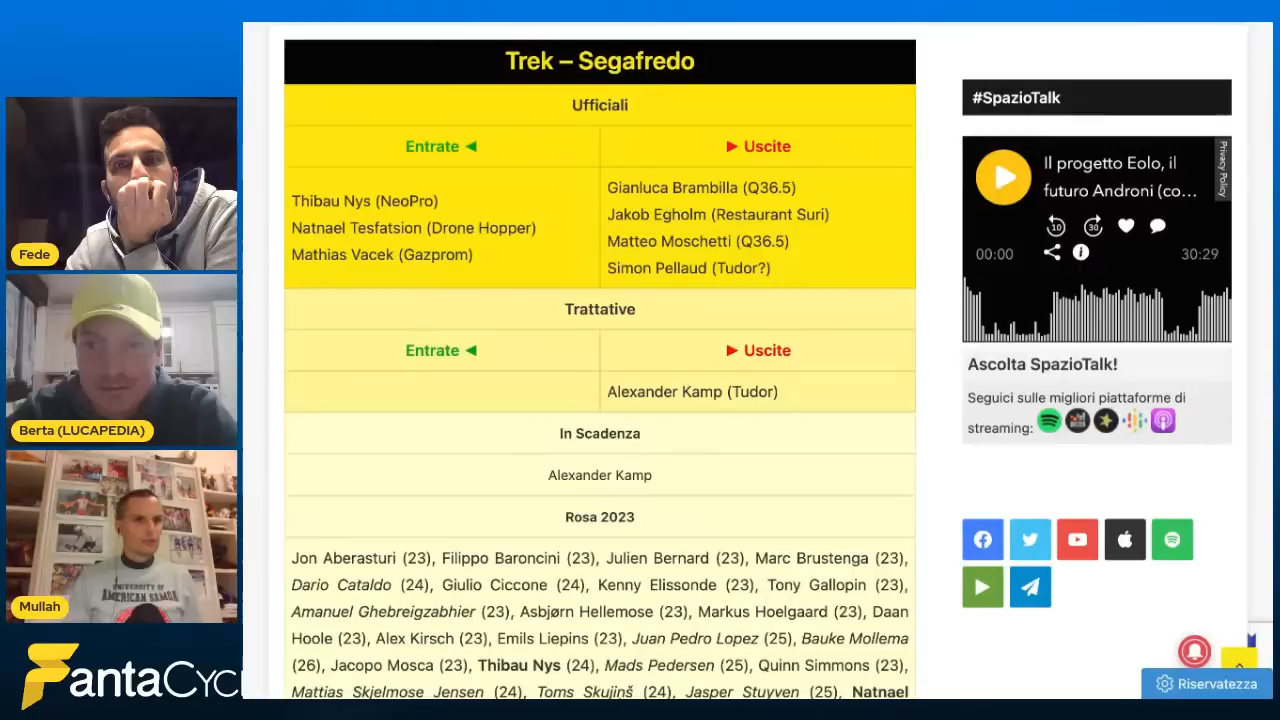 Trek – Segafredo
Ufficiali
Entrate ◄
► Uscite
Thibau Nys (NeoPro)
Natnael Tesfatsion (Drone Hopper)
Mathias Vacek (Gazprom)
Gianluca Brambilla (Q36.5)
Jakob Egholm (Restaurant Suri)
Matteo Moschetti (Q36.5)
Simon Pellaud (Tudor?)
Trattative
Entrate ◄
► Uscite
Alexander Kamp (Tudor)
In Scadenza
Alexander Kamp
Rosa 2023
Jon Aberasturi (23), Filippo Baroncini (23), Julien Bernard (23), Marc Brustenga (23),
Dario Cataldo (24), Giulio Ciccone (24), Kenny Elissonde (23), Tony Gallopin (23),
Amanuel Ghebreigzabhier (23), Asbjørn Hellemose (23), Markus Hoelgaard (23), Daan
Hoole (23), Alex Kirsch (23), Emils Liepins (23), Juan Pedro Lopez (25), Bauke Mollema
(26), Jacopo Mosca (23), Thibau Nys (24), Mads Pedersen (25), Quinn Simmons (23),
Mattias Skjelmose Jensen (24), Toms Skujinš (24), Jasper Stuyven (25), Natnael
#SpazioTalk
Il progetto Eolo, il
futuro Androni (co...
Privacy Policy
10
30
00:00
30:29
Ascolta SpazioTalk!
Seguici sulle migliori piattaforme di
streaming:
Riservatezza
Fede
Berta (LUCAPEDIA)
UNIVERSITY OF
AMERICAN SAMOA
Mullah
FantaCyc